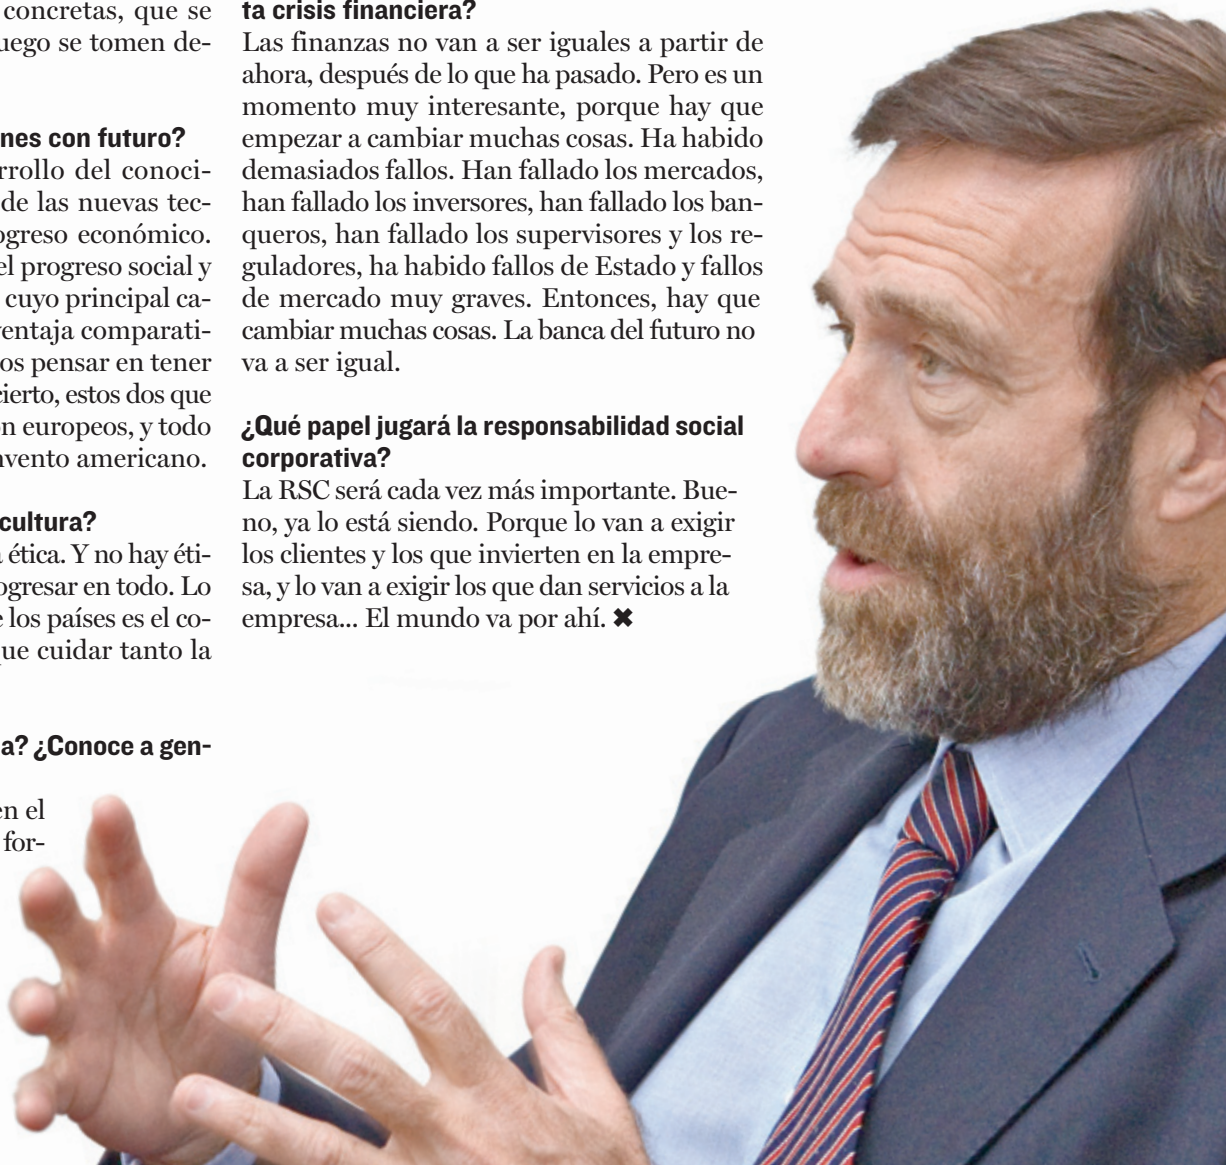 concretas, que se
uego se tomen de-
nes con futuro?
rrollo del conoci-
de las nuevas tec-
ogreso económico.
el progreso social y
cuyo principal ca-
ventaja comparati-
os pensar en tener
cierto, estos dos que
on europeos, y todo
nvento americano.
cultura?
a ética. Y no hay éti-
ogresar en todo. Lo
e los países es el co-
ue cuidar tanto la
a? ¿Conoce a gen-
en el
for-
ta crisis financiera?
Las finanzas no van a ser iguales a partir de
ahora, después de lo que ha pasado. Pero es un
momento muy interesante, porque hay que
empezar a cambiar muchas cosas. Ha habido
demasiados fallos. Han fallado los mercados,
han fallado los inversores, han fallado los ban-
queros, han fallado los supervisores y los re-
guladores, ha habido fallos de Estado y fallos
de mercado muy graves. Entonces, hay que
cambiar muchas cosas. La banca del futuro no
va a ser igual.
¿Qué papel jugará la responsabilidad social
corporativa?
La RSC será cada vez más importante. Bue-
no, ya lo está siendo. Porque lo van a exigir
los clientes y los que invierten en la empre-
sa, y lo van a exigir los que dan servicios a la
empresa... El mundo va por ahí. ✖